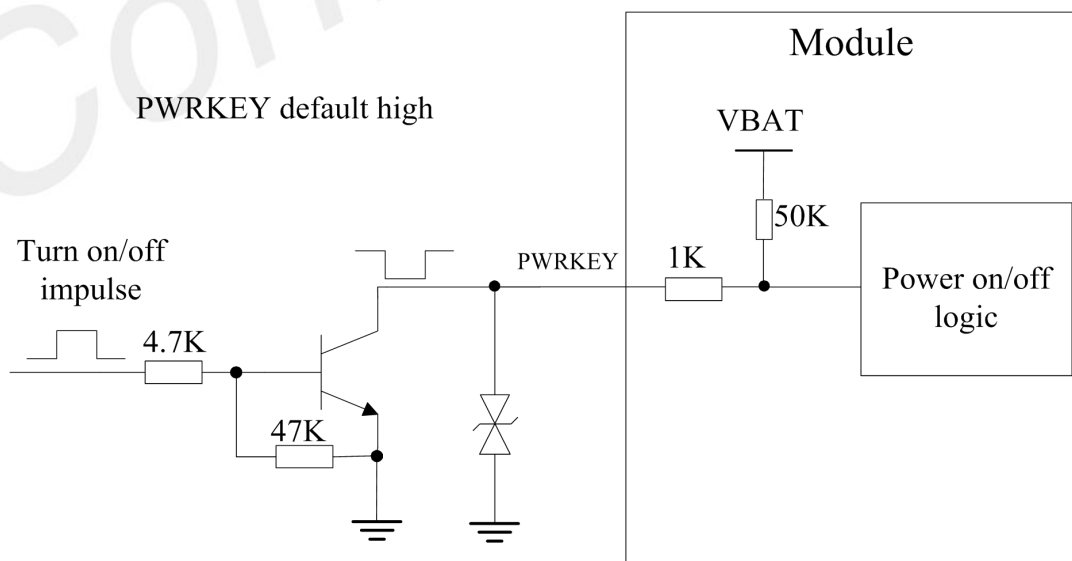 Com
Module
PWRKEY default high
VBAT
50K
Turn on/off
impulse
PWRKEY
1K
Power on/off
logic
4.7K
47K